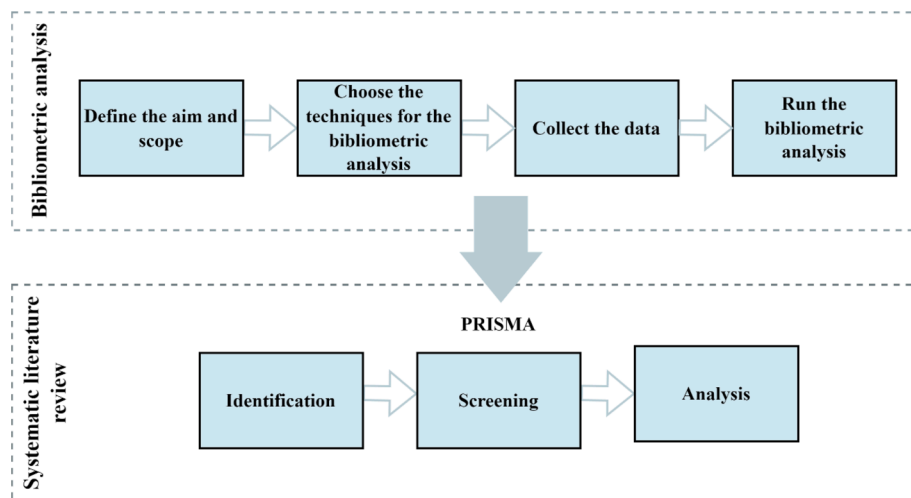 Bibliometric analysis
Define the aim and
scope
Choose the
techniques for the
bibliometric
analysis
Collect the data
Run the
bibliometric
analysis
Systematic literature
review
PRISMA
Identification
Screening
Analysis